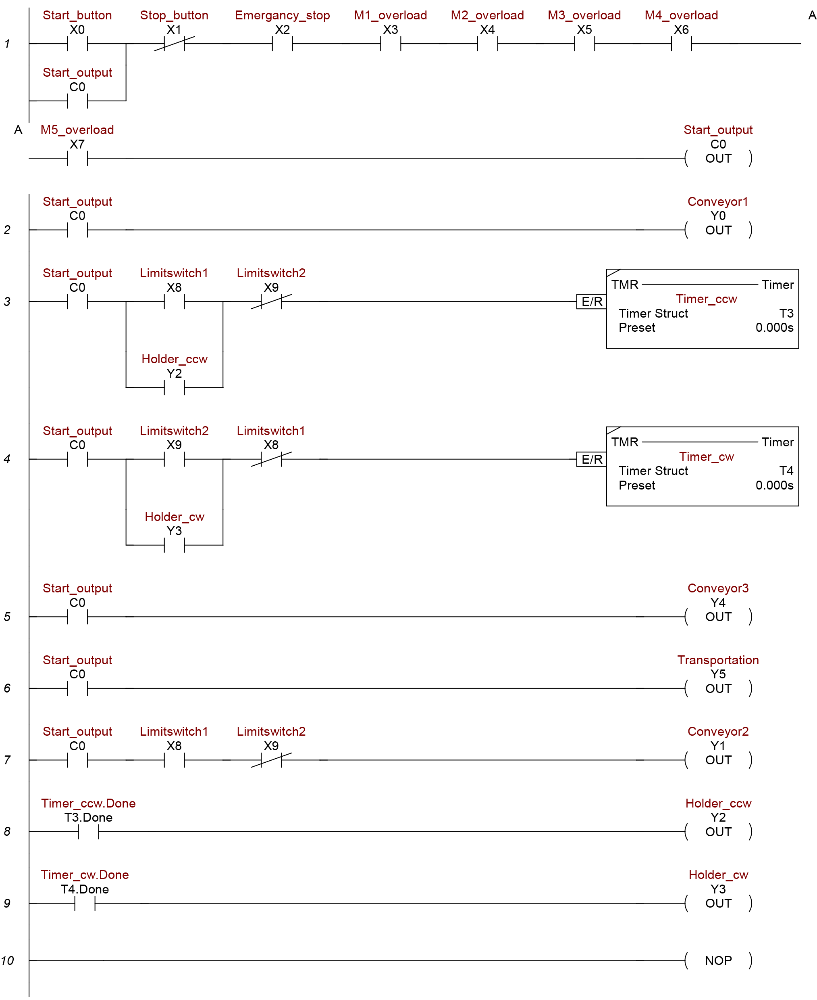 Start_button Stop_button Emergancy_stop M1_overload M2_overload M3_overload M4_overload A
X0 X1 X2 X3 X4 X5 X6
1
Start_output
C0
A M5_overload Start_output
X7 C0
OUT
Start_output Conveyor1
C0 Y0
2 OUT
Start_output Limitswitch1 Limitswitch2
TMR Timer
C0 X8 X9
Timer_ccw
3 E/R
Timer Struct T3
Preset 0.000s
Holder_ccw
Y2
Start_output Limitswitch2 Limitswitch1
TMR Timer
C0 X9 X8
Timer_cw
4 E/R
Timer Struct T4
Preset 0.000s
Holder_cw
Y3
Start_output Conveyor3
C0 Y4
5 OUT
Start_output Transportation
C0 Y5
6 OUT
Start_output Limitswitch1 Limitswitch2 Conveyor2
C0 X8 X9 Y1
7 OUT
Timer_ccw.Done Holder_ccw
T3.Done Y2
8 OUT
Timer_cw.Done Holder_cw
T4.Done Y3
9 OUT
10 NOP